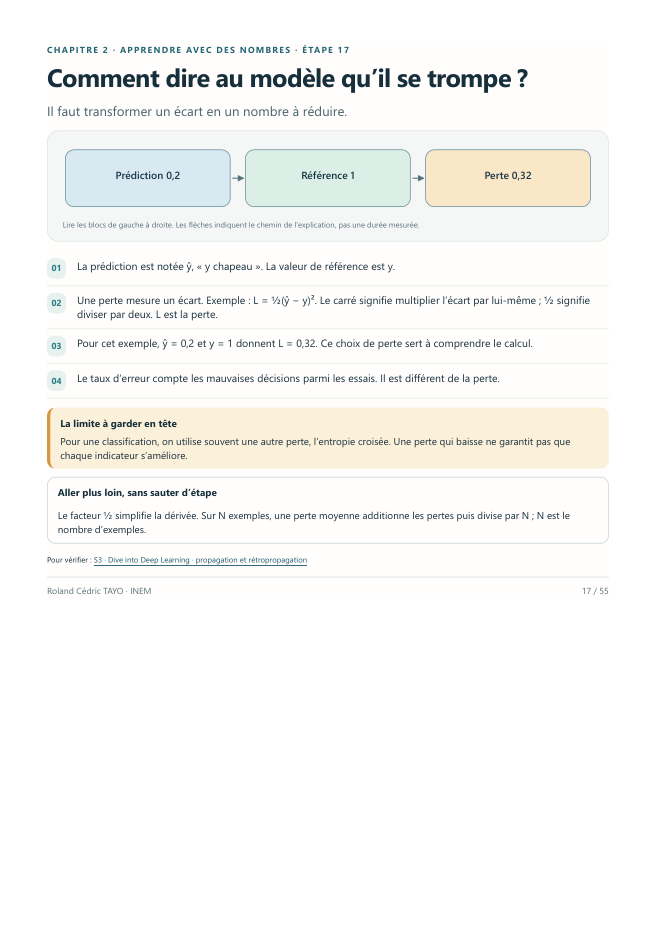 CHAPITRE 2 · APPRENDRE AVEC DES NOMBRES · ÉTAPE 17
Comment dire au modèle qu’il se trompe ?
Il faut transformer un écart en un nombre à réduire.
Prédiction 0,2
Référence 1
Perte 0,32
Lire les blocs de gauche à droite. Les flèches indiquent le chemin de l’explication, pas une durée mesurée.
01 La prédiction est notée ŷ, « y chapeau ». La valeur de référence est y.
02 Une perte mesure un écart. Exemple : L = ½(ŷ − y)². Le carré signifie multiplier l’écart par lui-même ; ½ signifie
diviser par deux. L est la perte.
03 Pour cet exemple, ŷ = 0,2 et y = 1 donnent L = 0,32. Ce choix de perte sert à comprendre le calcul.
04 Le taux d’erreur compte les mauvaises décisions parmi les essais. Il est différent de la perte.
La limite à garder en tête
Pour une classification, on utilise souvent une autre perte, l’entropie croisée. Une perte qui baisse ne garantit pas que
chaque indicateur s’améliore.
Aller plus loin, sans sauter d’étape
Le facteur ½ simplifie la dérivée. Sur N exemples, une perte moyenne additionne les pertes puis divise par N ; N est le
nombre d’exemples.
Pour vérifier : S3 · Dive into Deep Learning · propagation et rétropropagation
Roland Cédric TAYO · INEM
17 / 55